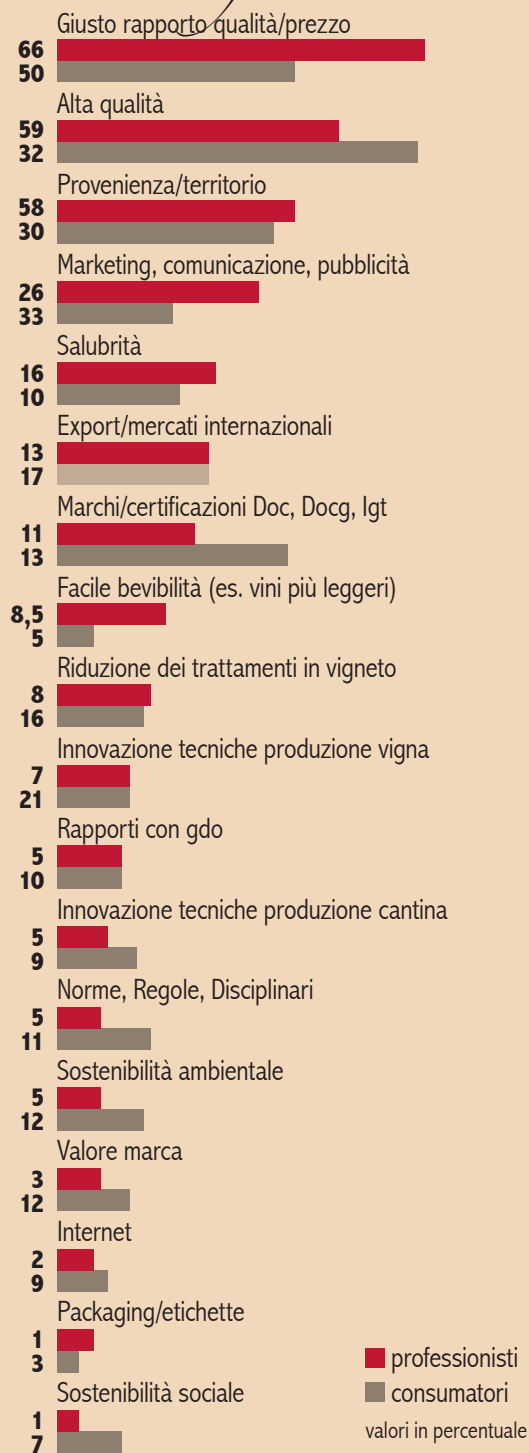 Giusto rapporto qualità/prezzo
66
50
Alta qualità
59
32
Provenienza/territorio
58
30
Marketing, comunicazione, pubblicità
26
33
Salubrità
16
10
Export/mercati internazionali
13
17
Marchi/certificazioni Doc, Docg, Igt
11
13
Facile bevibilità (es. vini più leggeri)
8,5
5
Riduzione dei trattamenti in vigneto
8
16
Innovazione tecniche produzione vigna
7
21
Rapporti con gdo
5
10
Innovazione tecniche produzione cantina
5
9
Norme, Regole, Disciplinari
5
11
Sostenibilità ambientale
5
12
Valore marca
3
12
Internet
2
9
Packaging/etichette
1
3
Sostenibilità sociale
1
7
professionisti
consumatori
valori in percentuale